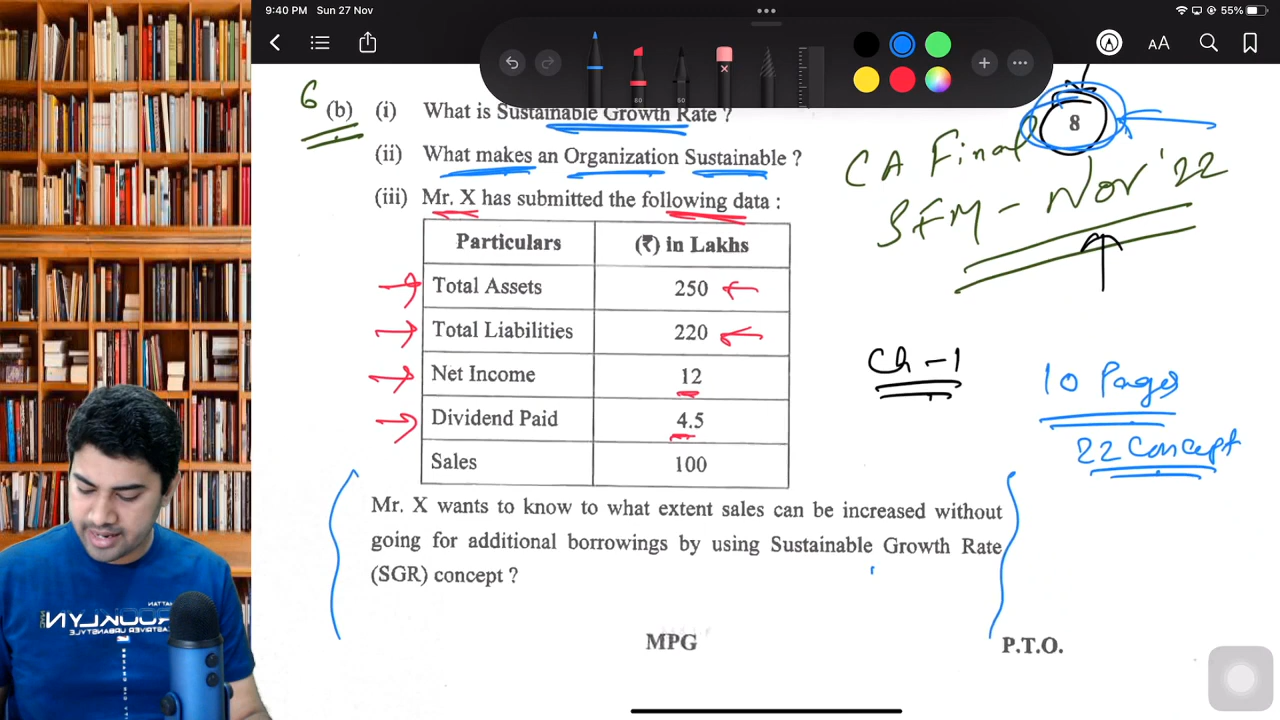 9:40 PM Sun 27 Nov
55%
AA
80
50
6 (b) (i) What is Sustainable Growth Rate ?
8
(ii) What makes an Organization Sustainable ?
CA Final
SFM - Nov '22
(iii) Mr. X has submitted the following data :
Particulars (₹) in Lakhs
Total Assets 250
Total Liabilities 220
Net Income 12
Dividend Paid 4.5
Sales 100
Ch-1
10 Pages
22 Concept
Mr. X wants to know to what extent sales can be increased without
going for additional borrowings by using Sustainable Growth Rate
(SGR) concept ?
MPG
P.T.O.